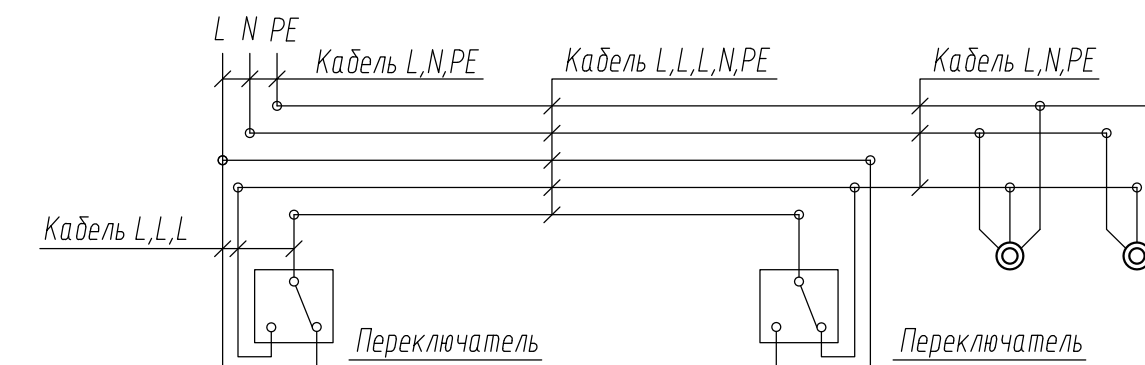 L N PE
Кабель L,N,PE
Кабель L,L,L,N,PE
Кабель L,N,PE
Кабель L,L,L
Переключатель
Переключатель